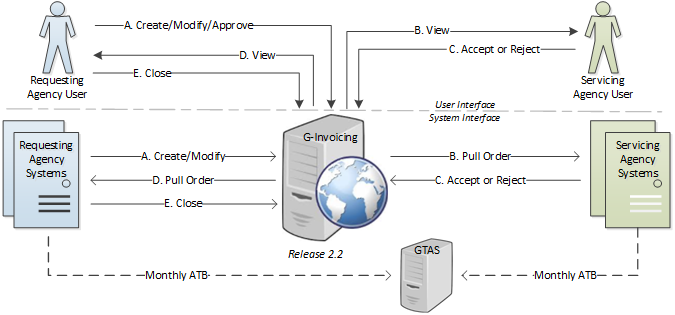 A. Create/Modify/Approve
B. View
D. View
C. Accept or Reject
E. Close
Requesting
Agency User
Servicing
Agency User
User Interface
System Interface
G-Invoicing
Requesting
Agency
Systems
Servicing
Agency
Systems
A. Create/Modify
B. Pull Order
D. Pull Order
C. Accept or Reject
E. Close
Release 2.2
GTAS
Monthly ATB
Monthly ATB